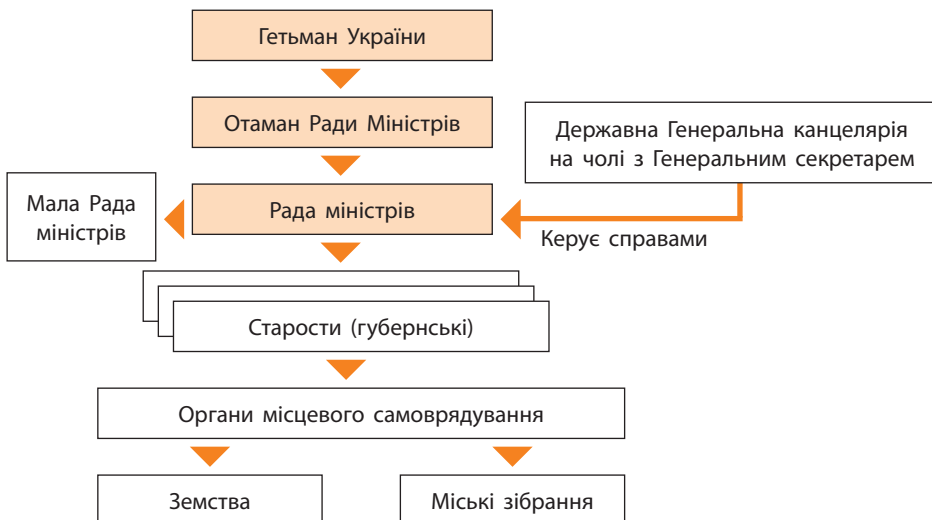 Гетьман України
Отаман Ради Міністрів
Державна Генеральна канцелярія
на чолі з Генеральним секретарем
Мала Рада
міністрів
Рада міністрів
Керує справами
Старости (губернські)
Органи місцевого самоврядування
Земства
Міські зібрання